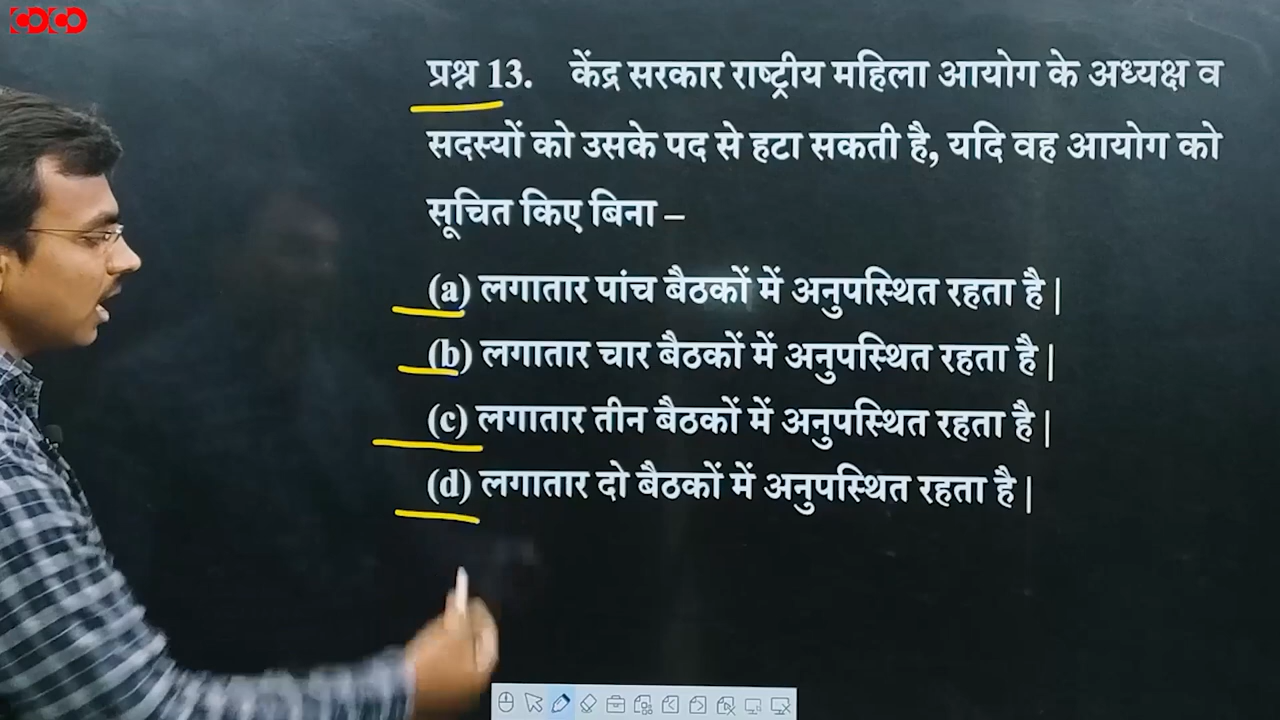 COCO
प्रश्न 13. केंद्र सरकार राष्ट्रीय महिला आयोग के अध्यक्ष व
सदस्यों को उसके पद से हटा सकती है, यदि वह आयोग को
सूचित किए बिना –
(a) लगातार पांच बैठकों में अनुपस्थित रहता है |
(b) लगातार चार बैठकों में अनुपस्थित रहता है |
(c) लगातार तीन बैठकों में अनुपस्थित रहता है |
(d) लगातार दो बैठकों में अनुपस्थित रहता है |